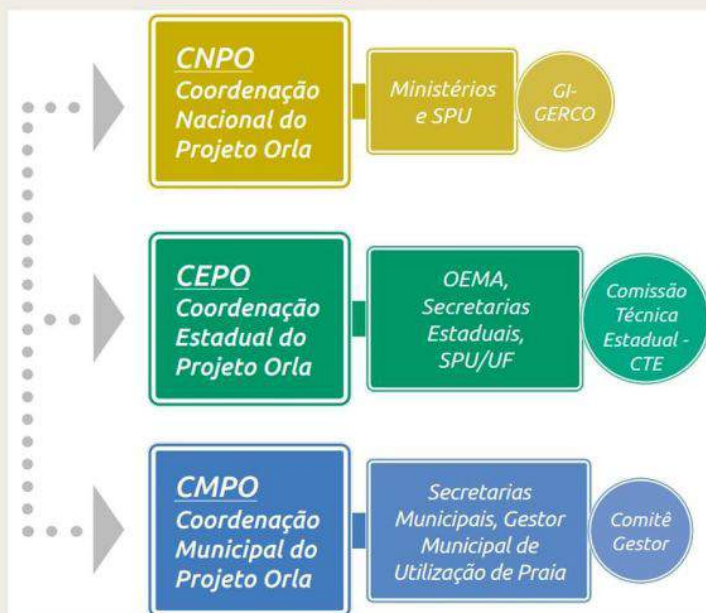 CNPO
Coordenação
Nacional do
Projeto Orla
Ministérios
e SPU
GI-
GERCO
CEPO
Coordenação
Estadual do
Projeto Orla
OEMA,
Secretarias
Estaduais,
SPU/UF
Comissão
Técnica
Estadual -
CTE
CMPO
Coordenação
Municipal do
Projeto Orla
Secretarias
Municipais, Gestor
Municipal de
Utilização de Praia
Comitê
Gestor